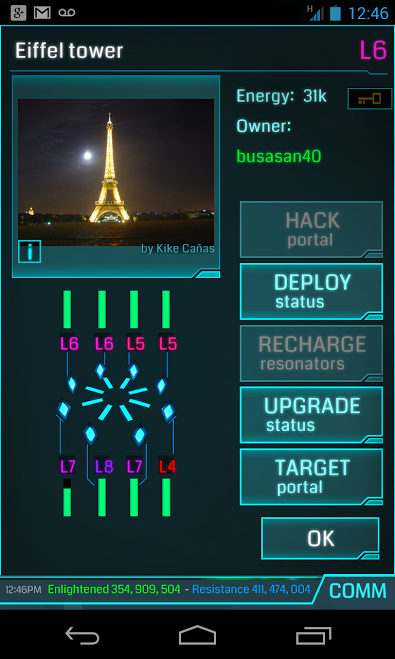 H 12:46
Eiffel tower L6
Energy: 31k
Owner:
busasan40
i
by Kike Cañas
HACK
portal
DEPLOY
status
RECHARGE
resonators
UPGRADE
status
TARGET
portal
L6 L6 L5 L5
L7 L8 L7 L4
OK
12:46PM Enlightened 354, 909, 504 - Resistance 411, 474, 004
COMM